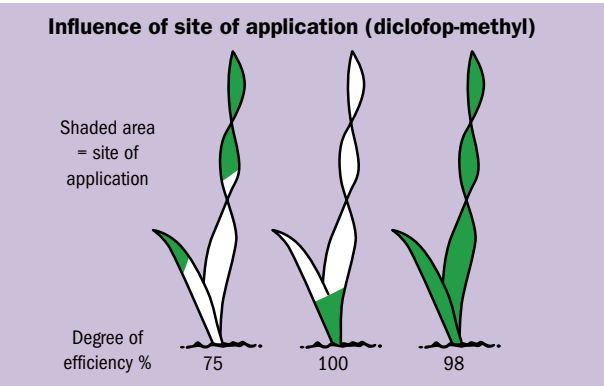 Influence of site of application (diclofop-methyl)
Shaded area
= site of
application
Degree of
efficiency %
75
100
98